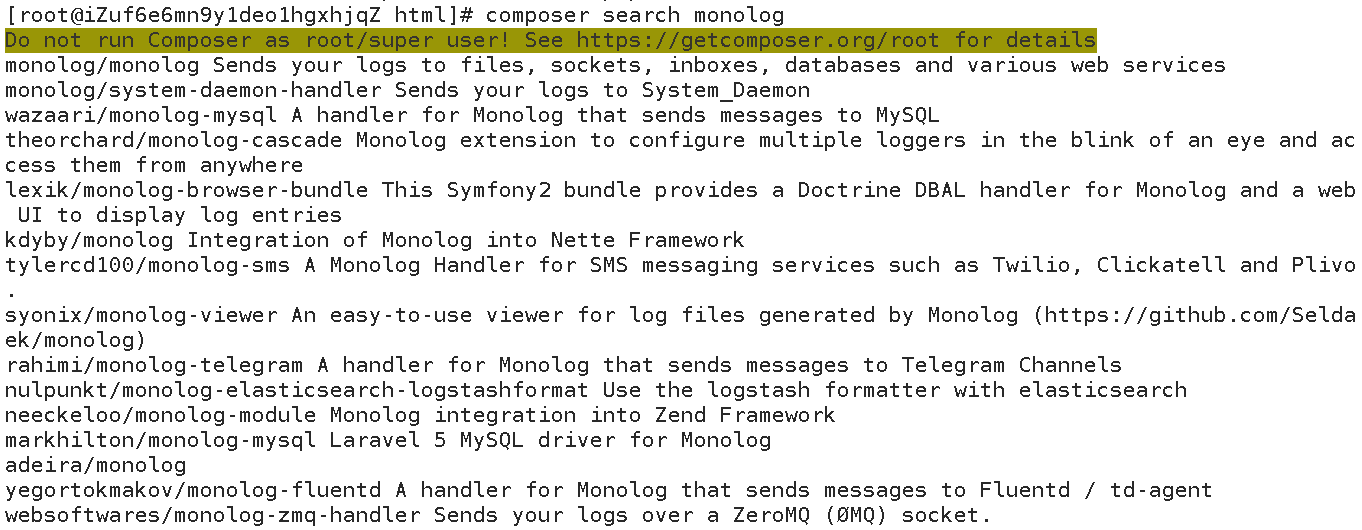 [root@iZuf6e6mn9y1deo1hgxhjqZ html]# composer search monolog
Do not run Composer as root/super user! See https://getcomposer.org/root for details
monolog/monolog Sends your logs to files, sockets, inboxes, databases and various web services
monolog/system-daemon-handler Sends your logs to System_Daemon
wazaari/monolog-mysql A handler for Monolog that sends messages to MySQL
theorchard/monolog-cascade Monolog extension to configure multiple loggers in the blink of an eye and ac
cess them from anywhere
lexik/monolog-browser-bundle This Symfony2 bundle provides a Doctrine DBAL handler for Monolog and a web
 UI to display log entries
kdyby/monolog Integration of Monolog into Nette Framework
tylercd100/monolog-sms A Monolog Handler for SMS messaging services such as Twilio, Clickatell and Plivo
.
syonix/monolog-viewer An easy-to-use viewer for log files generated by Monolog (https://github.com/Selda
ek/monolog)
rahimi/monolog-telegram A handler for Monolog that sends messages to Telegram Channels
nulpunkt/monolog-elasticsearch-logstashformat Use the logstash formatter with elasticsearch
neeckeloo/monolog-module Monolog integration into Zend Framework
markhilton/monolog-mysql Laravel 5 MySQL driver for Monolog
adeira/monolog
yegortokmakov/monolog-fluentd A handler for Monolog that sends messages to Fluentd / td-agent
websoftwares/monolog-zmq-handler Sends your logs over a ZeroMQ (ØMQ) socket.